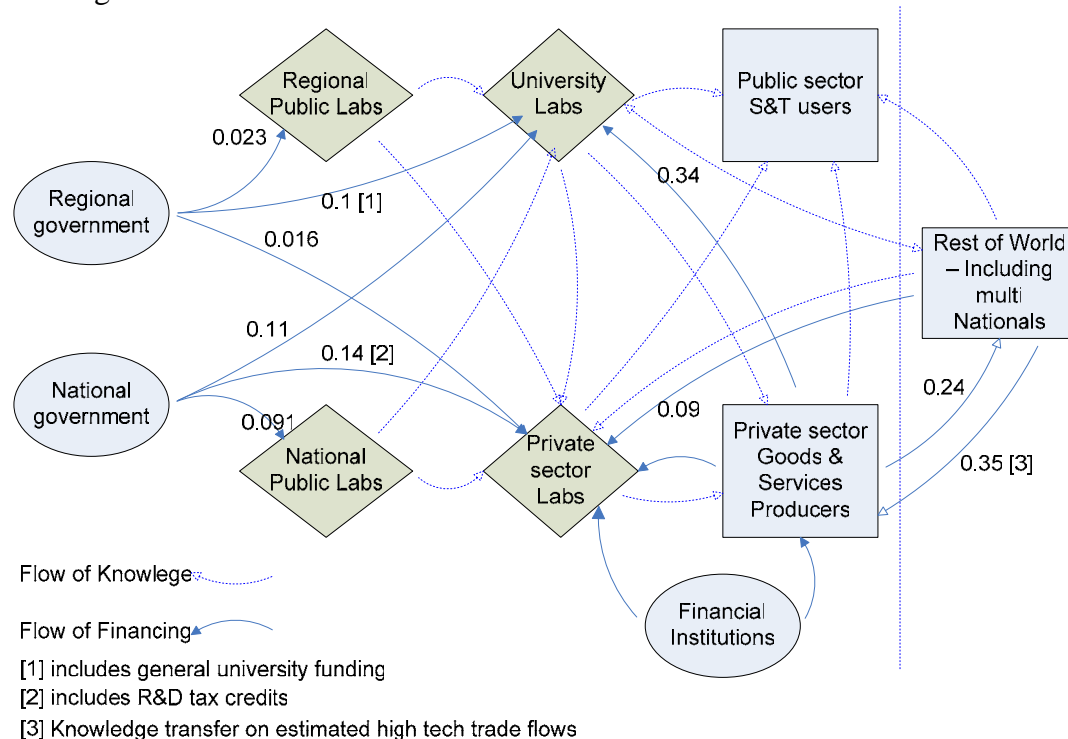 Regional
Public Labs
University
Labs
Public sector
S&T users
0.023
0.34
Regional
government
0.1 [1]
0.016
Rest of World
– Including
multi
Nationals
0.11
0.14 [2]
National
government
0.091
0.09
0.24
National
Public Labs
Private
sector
Labs
Private sector
Goods &
Services
Producers
0.35 [3]
Flow of Knowlege
Financial
Institutions
Flow of Financing
[1] includes general university funding
[2] includes R&D tax credits
[3] Knowledge transfer on estimated high tech trade flows